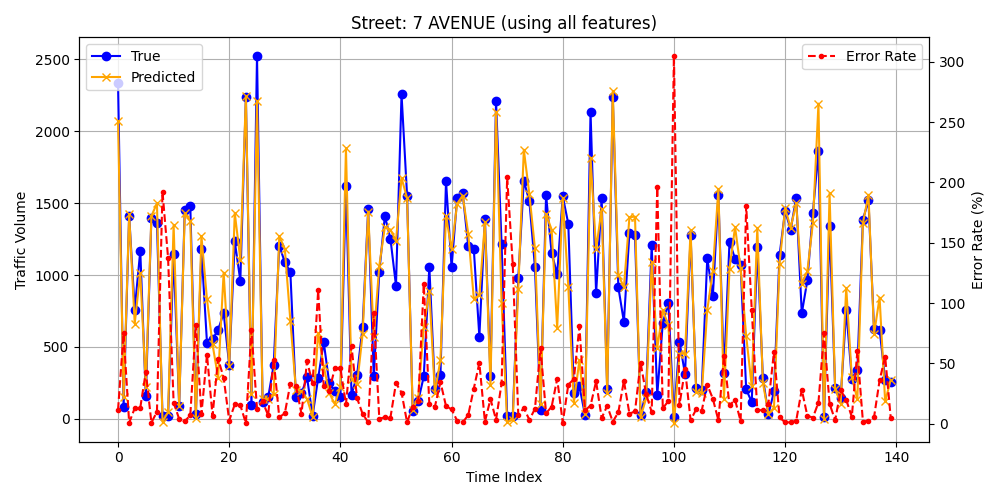 Street: 7 AVENUE (using all features)
True
Predicted
Error Rate
Traffic Volume
2500
2000
1500
1000
500
0
300
250
200
150
100
50
0
Error Rate (%)
0 20 40 60 80 100 120 140
Time Index